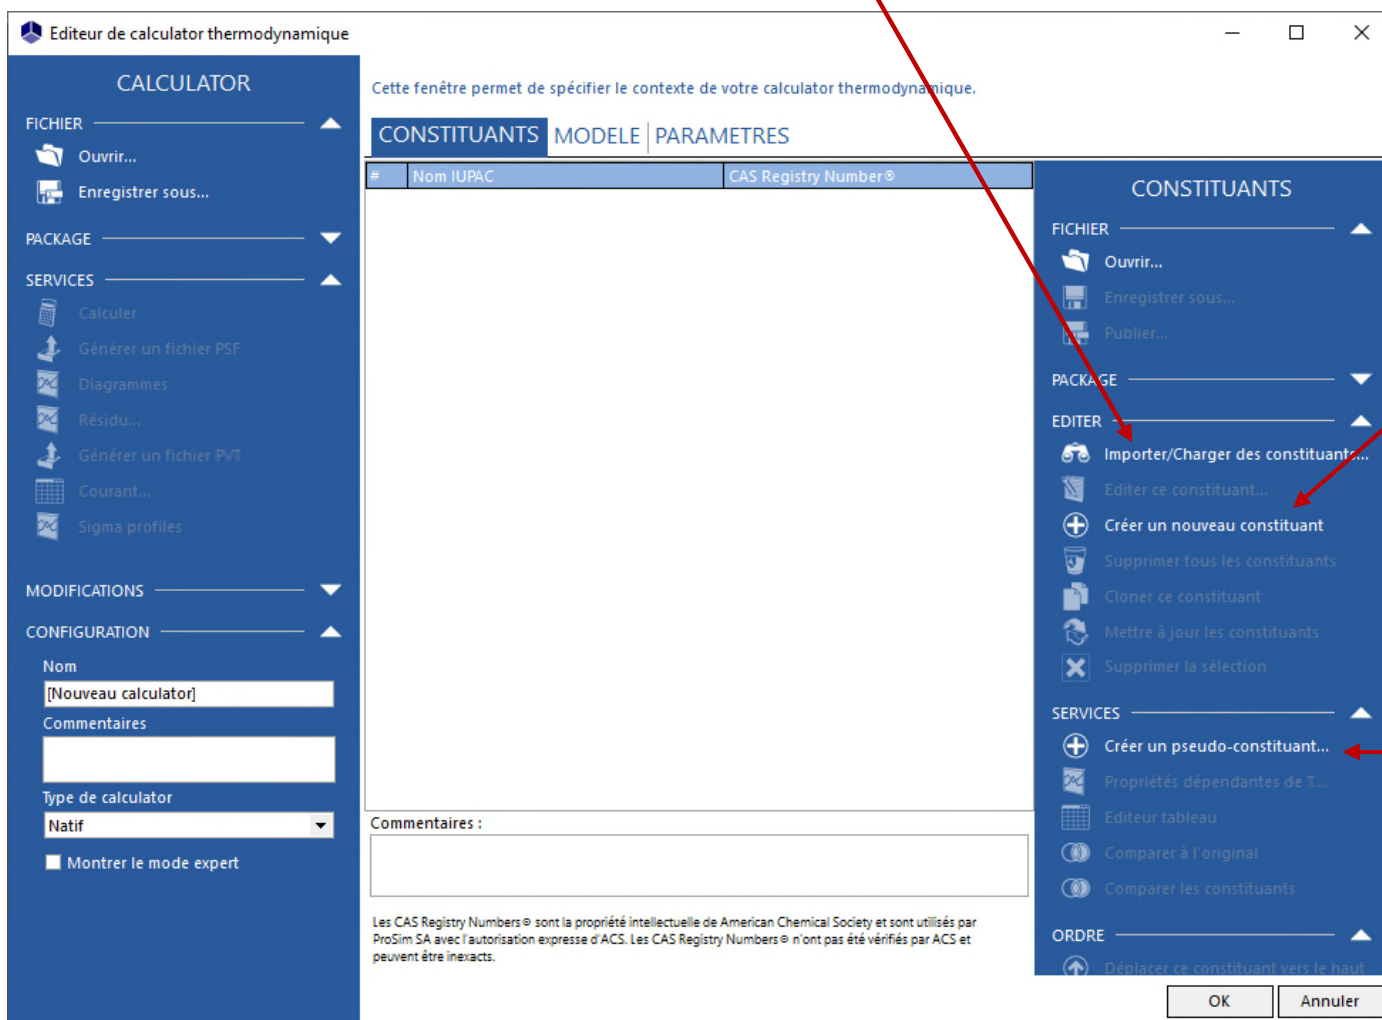 Editeur de calculator thermodynamique
CALCULATOR
FICHIER
Ouvrir...
Enregistrer sous...
PACKAGE
SERVICES
Calculer
Générer un fichier PSF
Diagrammes
Résidu...
Générer un fichier PVT
Courant...
Sigma profiles
MODIFICATIONS
CONFIGURATION
Nom
[Nouveau calculator]
Commentaires
Type de calculator
Natif
Montrer le mode expert
Cette fenêtre permet de spécifier le contexte de votre calculator thermodynamique.
CONSTITUANTS MODELE PARAMETRES
# Nom IUPAC CAS Registry Number®
Commentaires :
Les CAS Registry Numbers® sont la propriété intellectuelle de American Chemical Society et sont utilisés par
ProSim SA avec l'autorisation expresse d'ACS. Les CAS Registry Numbers® n'ont pas été vérifiés par ACS et
peuvent être inexacts.
CONSTITUANTS
FICHIER
Ouvrir...
Enregistrer sous...
Publier...
PACKAGE
EDITER
Importer/Charger des constituants...
Editer ce constituant...
Créer un nouveau constituant
Supprimer tous les constituants
Cloner ce constituant
Mettre à jour les constituants
Supprimer la sélection
SERVICES
Créer un pseudo-constituant...
Propriétés dépendantes de T...
Editeur tableau
Comparer à l'original
Comparer les constituants
ORDRE
Déplacer ce constituant vers le haut
OK Annuler